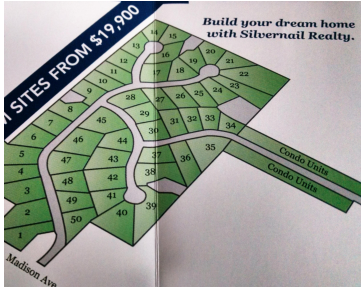 SITES FROM $19,900
Build your dream home
with Silvernail Realty.
14 15
13
12 16
20
11 17 18 19 21
10 22
9 23
8 28 27 26 25 24
7 45 29
6 46 30 31 32 33 34
5 47 44
4 43 37 36 35
3 48 42 38
2 49 41
1 50 40 39
Condo Units
Condo Units
Madison Ave